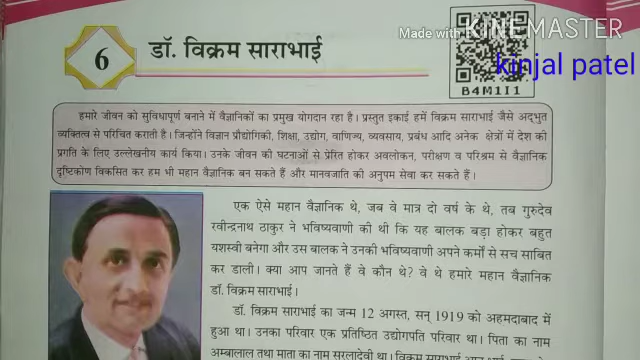 Made with KINEMASTER
kinjal patel
B4M1I1
6
डॉ. विक्रम साराभाई
हमारे जीवन को सुविधापूर्ण बनाने में वैज्ञानिकों का प्रमुख योगदान रहा है। प्रस्तुत इकाई हमें विक्रम साराभाई जैसे अद्भुत
व्यक्तित्व से परिचित कराती है। जिन्होंने विज्ञान प्रौद्योगिकी, शिक्षा, उद्योग, वाणिज्य, व्यवसाय, प्रबंध आदि अनेक क्षेत्रों में देश की
प्रगति के लिए उल्लेखनीय कार्य किया। उनके जीवन की घटनाओं से प्रेरित होकर अवलोकन, परीक्षण व परिश्रम से वैज्ञानिक
दृष्टिकोण विकसित कर हम भी महान वैज्ञानिक बन सकते हैं और मानवजाति की अनुपम सेवा कर सकते हैं।
एक ऐसे महान वैज्ञानिक थे, जब वे मात्र दो वर्ष के थे, तब गुरुदेव
रवीन्द्रनाथ ठाकुर ने भविष्यवाणी की थी कि यह बालक बड़ा होकर बहुत
यशस्वी बनेगा और उस बालक ने उनकी भविष्यवाणी अपने कर्मों से सच साबित
कर डाली। क्या आप जानते हैं वे कौन थे? वे थे हमारे महान वैज्ञानिक
डॉ. विक्रम साराभाई।
डॉ. विक्रम साराभाई का जन्म 12 अगस्त, सन् 1919 को अहमदाबाद में
हुआ था। उनका परिवार एक प्रतिष्ठित उद्योगपति परिवार था। पिता का नाम
अम्बालाल तथा माता का नाम सरलादेवी था। विक्रम साराभाई